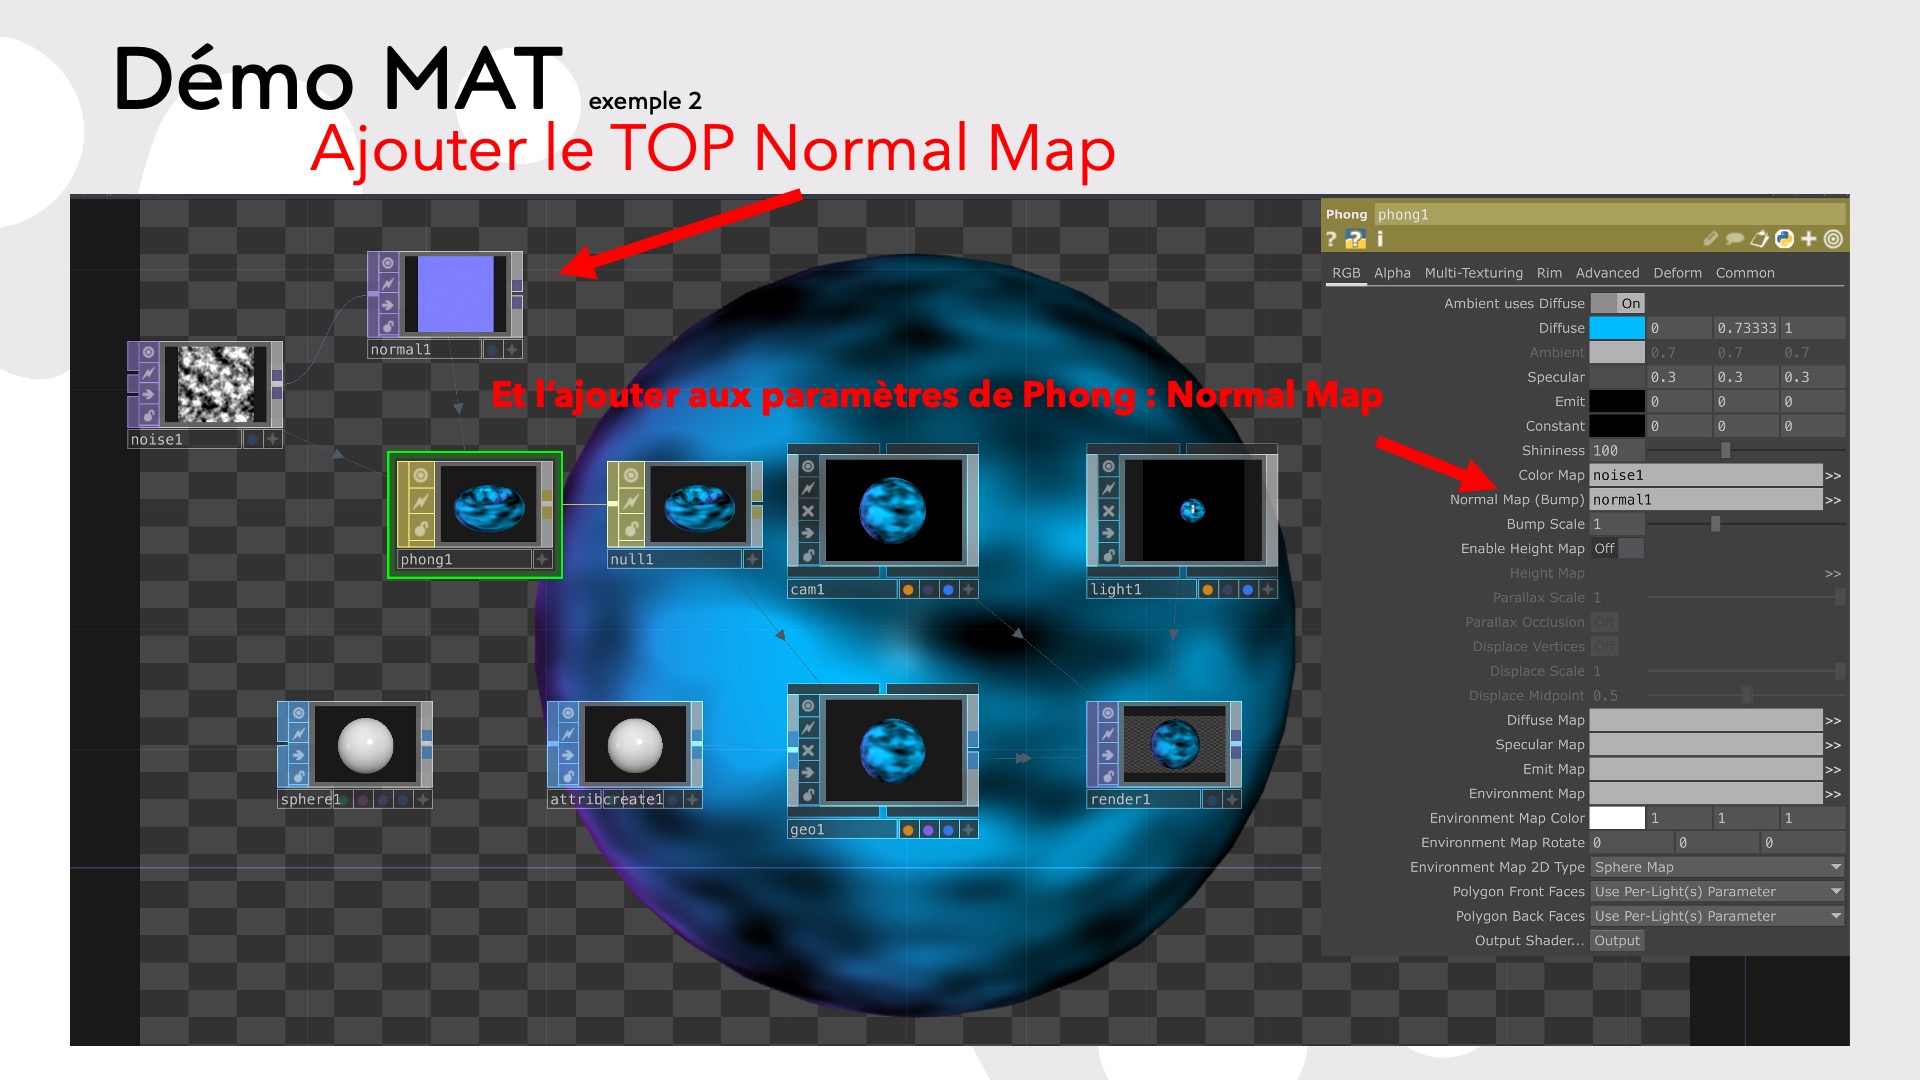 Démo MAT exemple 2
Ajouter le TOP Normal Map
Phong phong1
? ? i
RGB Alpha Multi-Texturing Rim Advanced Deform Common
normal1
noise1
Et l'ajouter aux paramètres de Phong : Normal Map
phong1
null1
cam1
light1
sphere1
attribcreate1
geo1
render1
Ambient uses Diffuse On
Diffuse 0 0.73333 1
Ambient 0.7 0.7 0.7
Specular 0.3 0.3 0.3
Emit 0 0 0
Constant 0 0 0
Shininess 100
Color Map noise1 >>
Normal Map (Bump) normal1 >>
Bump Scale 1
Enable Height Map Off
Height Map >>
Parallax Scale 1
Parallax Occlusion Off
Displace Vertices Off
Displace Scale 1
Displace Midpoint 0.5
Diffuse Map >>
Specular Map >>
Emit Map >>
Environment Map >>
Environment Map Color 1 1 1
Environment Map Rotate 0 0 0
Environment Map 2D Type Sphere Map
Polygon Front Faces Use Per-Light(s) Parameter
Polygon Back Faces Use Per-Light(s) Parameter
Output Shader... Output